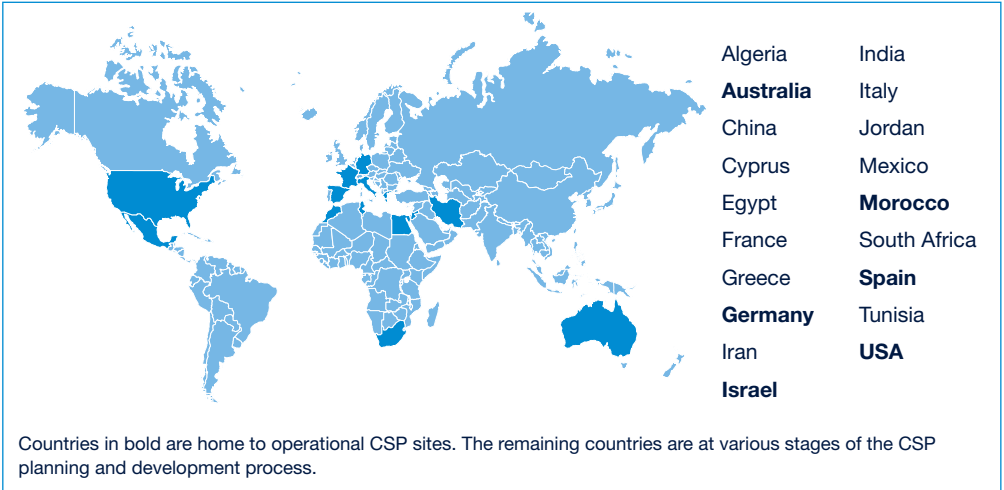 Algeria
Australia
China
Cyprus
Egypt
France
Greece
Germany
Iran
Israel
India
Italy
Jordan
Mexico
Morocco
South Africa
Spain
Tunisia
USA
Countries in bold are home to operational CSP sites. The remaining countries are at various stages of the CSP
planning and development process.